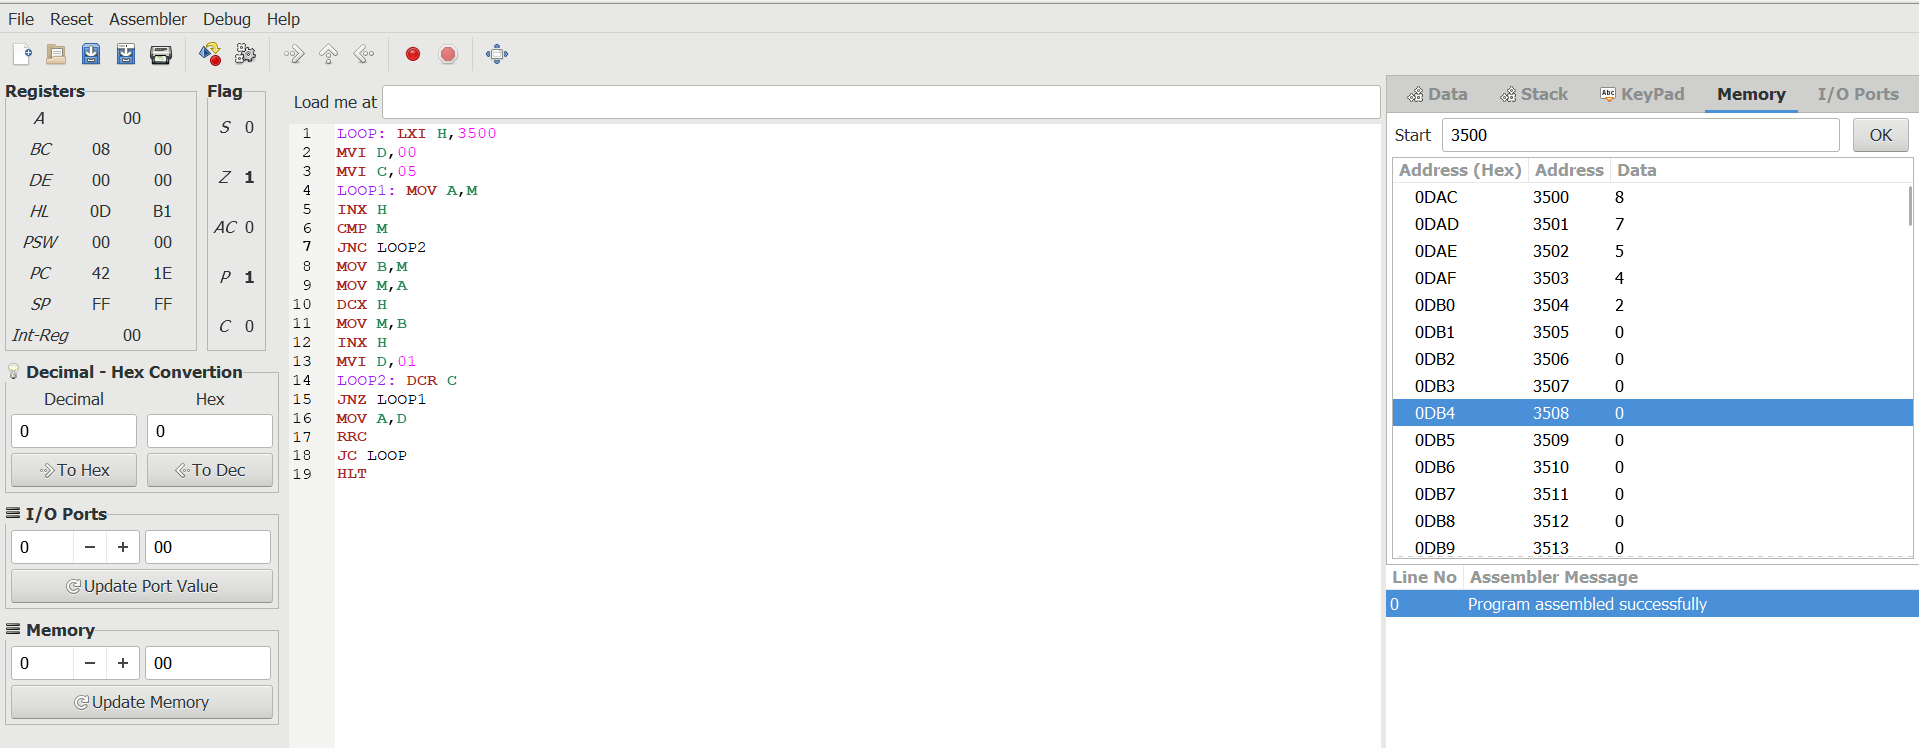 File Reset Assembler Debug Help
Registers
A 00
BC 08 00
DE 00 00
HL 0D B1
PSW 00 00
PC 42 1E
SP FF FF
Int-Reg 00
Flag
S 0
Z 1
AC 0
P 1
C 0
Decimal - Hex Convertion
Decimal Hex
0 0
To Hex To Dec
I/O Ports
0 − + 00
Update Port Value
Memory
0 − + 00
Update Memory
Load me at
1 LOOP: LXI H,3500
2 MVI D,00
3 MVI C,05
4 LOOP1: MOV A,M
5 INX H
6 CMP M
7 JNC LOOP2
8 MOV B,M
9 MOV M,A
10 DCX H
11 MOV M,B
12 INX H
13 MVI D,01
14 LOOP2: DCR C
15 JNZ LOOP1
16 MOV A,D
17 RRC
18 JC LOOP
19 HLT
Data Stack Abc KeyPad Memory I/O Ports
Start 3500 OK
Address (Hex) Address Data
0DAC 3500 8
0DAD 3501 7
0DAE 3502 5
0DAF 3503 4
0DB0 3504 2
0DB1 3505 0
0DB2 3506 0
0DB3 3507 0
0DB4 3508 0
0DB5 3509 0
0DB6 3510 0
0DB7 3511 0
0DB8 3512 0
0DB9 3513 0
Line No Assembler Message
0 Program assembled successfully